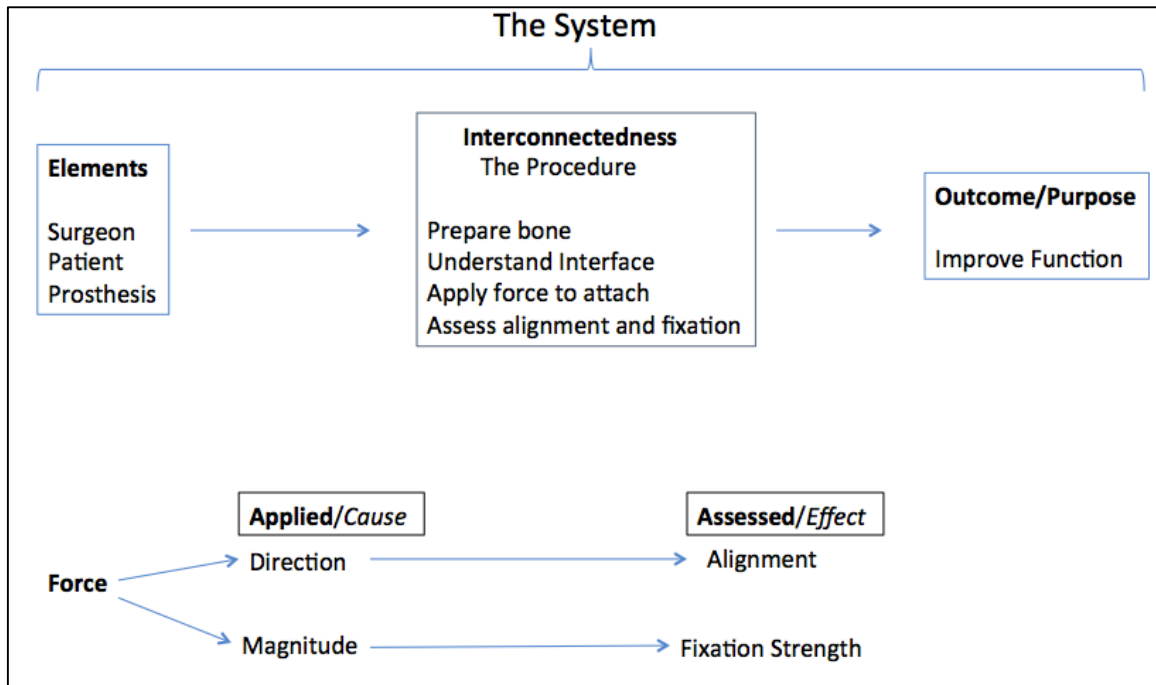 The System
Elements
Surgeon
Patient
Prosthesis
Interconnectedness
The Procedure
Prepare bone
Understand Interface
Apply force to attach
Assess alignment and fixation
Outcome/Purpose
Improve Function
Applied/Cause
Assessed/Effect
Force
Direction
Alignment
Magnitude
Fixation Strength